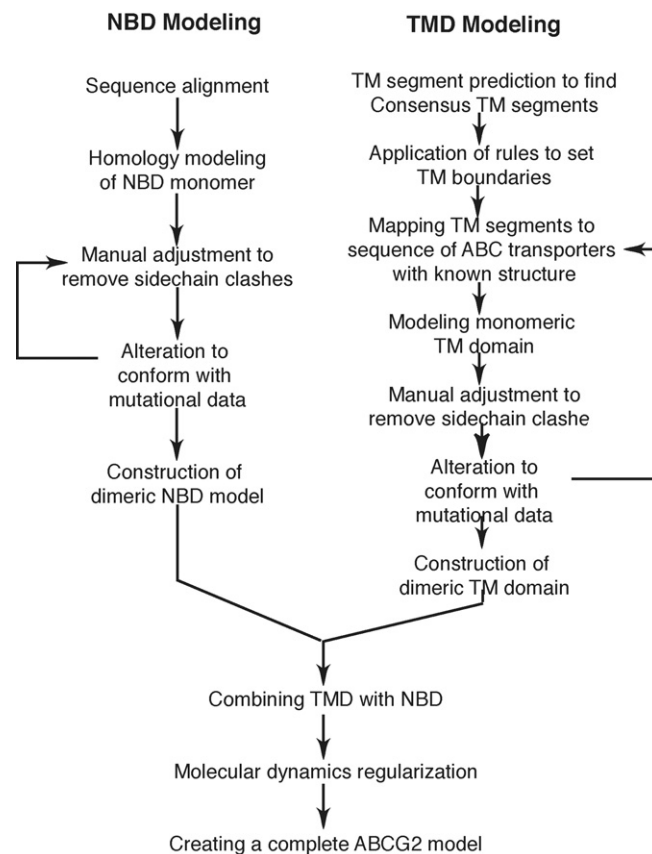 NBD Modeling
Sequence alignment
Homology modeling
of NBD monomer
Manual adjustment to
remove sidechain clashes
Alteration to
conform with
mutational data
Construction of
dimeric NBD model
TMD Modeling
TM segment prediction to find
Consensus TM segments
Application of rules to set
TM boundaries
Mapping TM segments to
sequence of ABC transporters
with known structure
Modeling monomeric
TM domain
Manual adjustment to
remove sidechain clashe
Alteration to
conform with
mutational data
Construction of
dimeric TM domain
Combining TMD with NBD
Molecular dynamics regularization
Creating a complete ABCG2 model